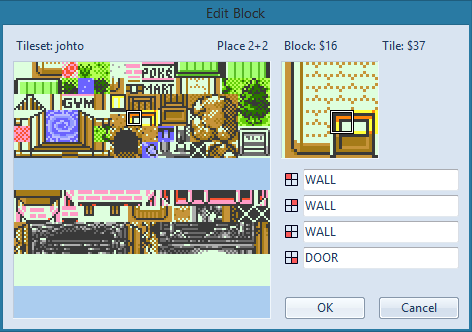 Edit Block
Tileset: johto
Place 2+2
Block: $16
Tile: $37
POKé
MART
GYM
WALL
WALL
WALL
DOOR
OK
Cancel